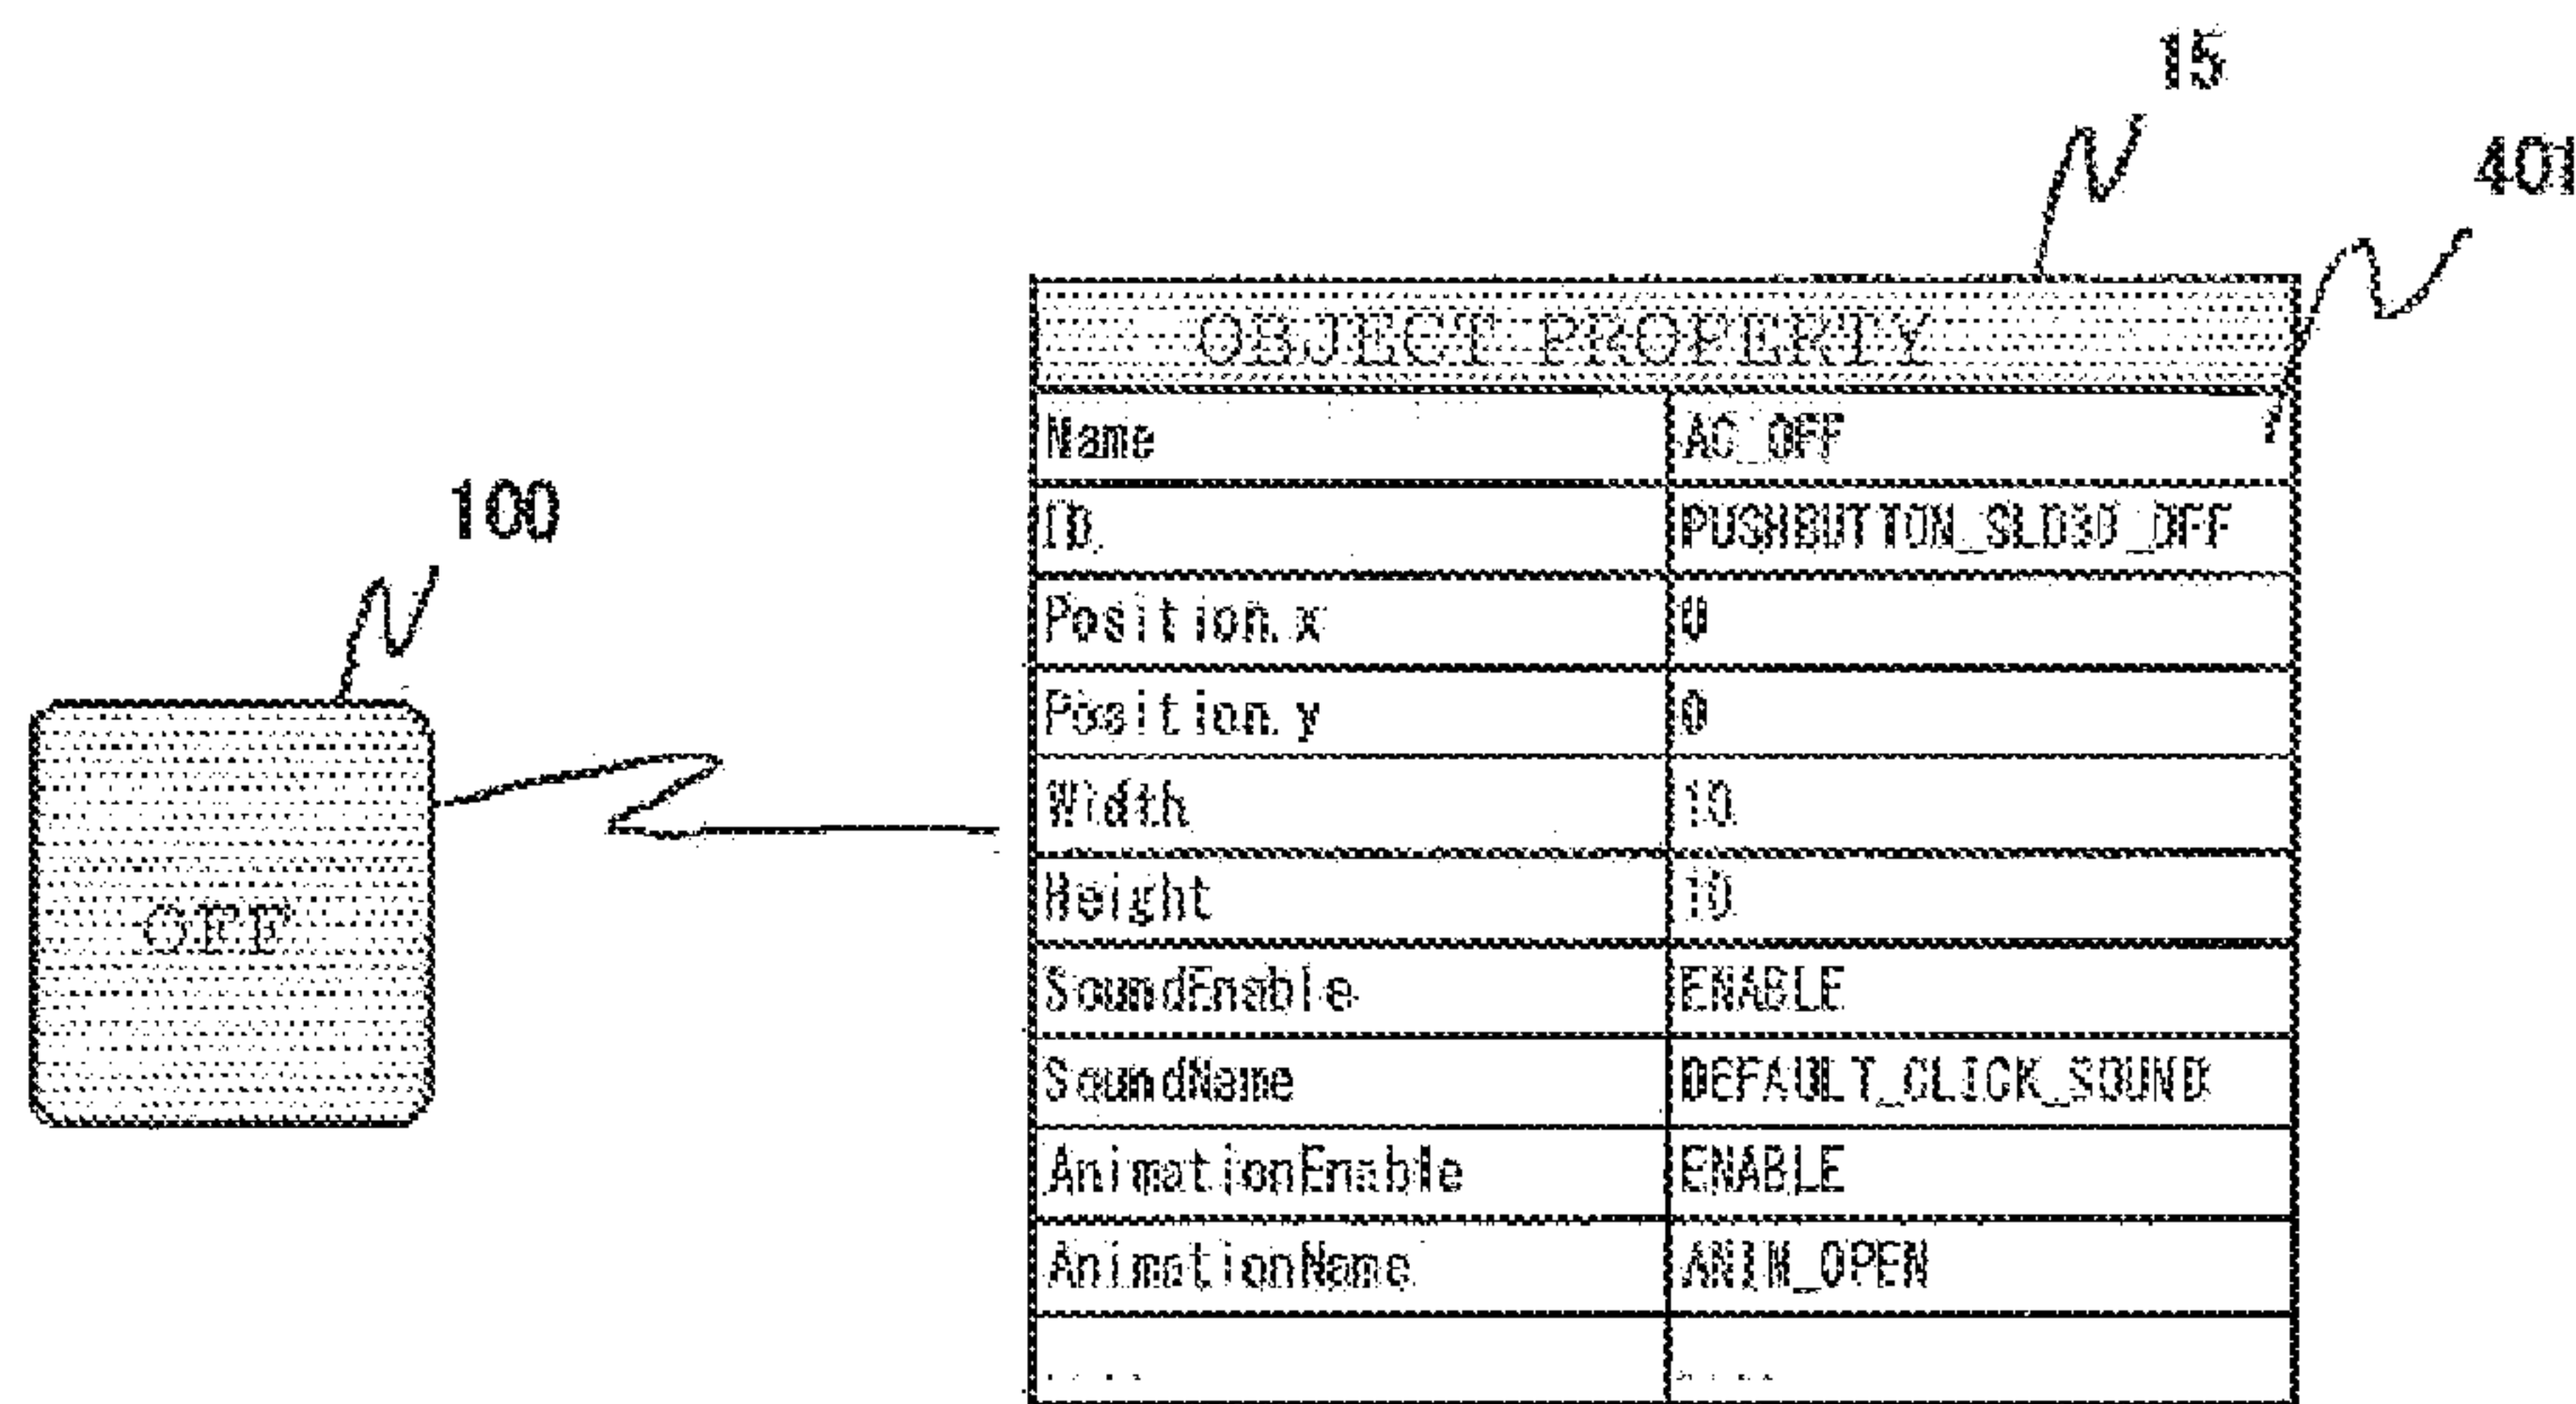 15
401
OBJECT PROPERTY
Name AC_OFF
100
ID PUSHBUTTON_SLD30_OFF
Position.x 0
Position.y 0
Width 10
OFF
Height 10
SoundEnable ENABLE
SoundName DEFAULT_CLICK_SOUND
AnimationEnable ENABLE
AnimationName ANIM_OPEN
.... ....